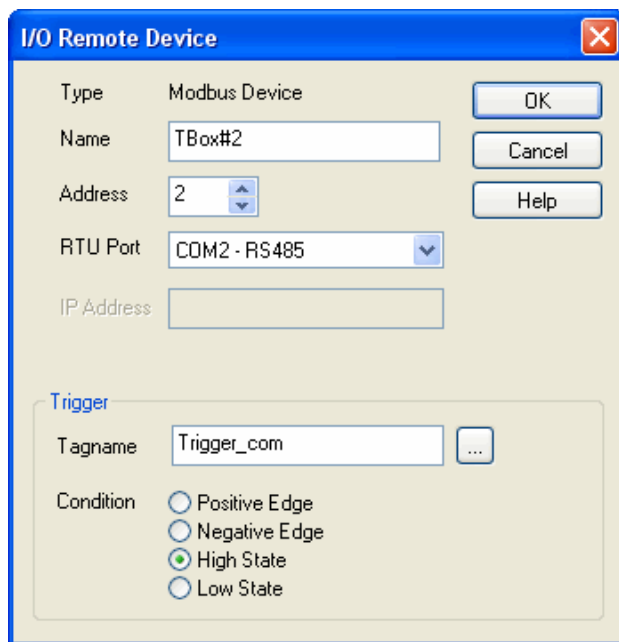 I/O Remote Device
Type Modbus Device
OK
Name TBox#2
Cancel
Address 2
Help
RTU Port COM2 - RS485
IP Address
Trigger
Tagname Trigger_com ...
Condition Positive Edge
Negative Edge
High State
Low State